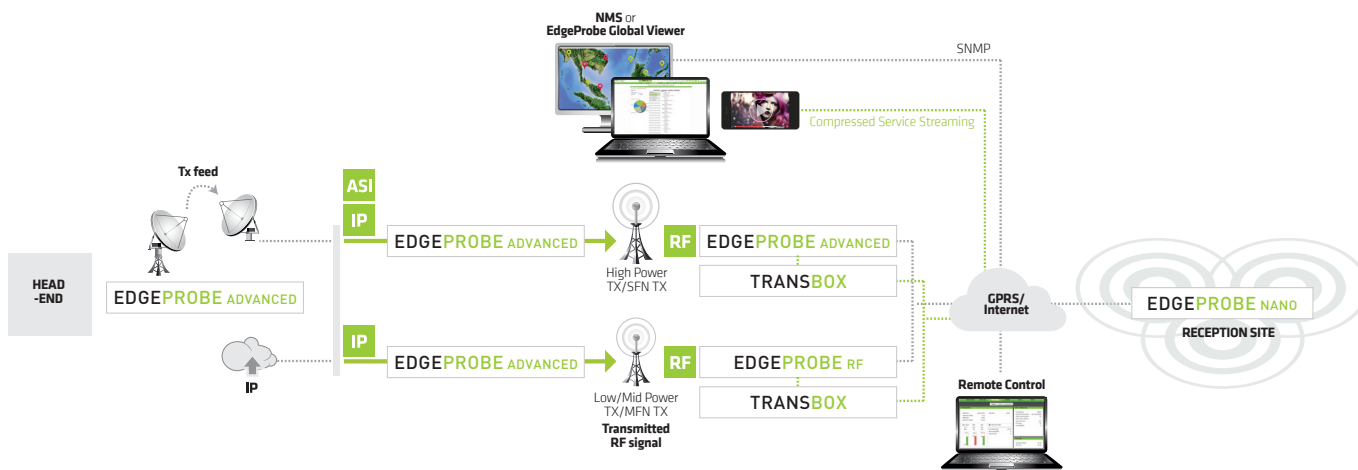 NMS or
EdgeProbe Global Viewer
SNMP
Compressed Service Streaming
Tx feed
ASI
IP
EDGEPROBE ADVANCED
RF
EDGEPROBE ADVANCED
High Power
TX/SFN TX
TRANSBOX
HEAD
-END
EDGEPROBE ADVANCED
GPRS/
Internet
EDGEPROBE NANO
RECEPTION SITE
IP
IP
EDGEPROBE ADVANCED
RF
EDGEPROBE RF
Low/Mid Power
TX/MFN TX
Transmitted
RF signal
TRANSBOX
Remote Control